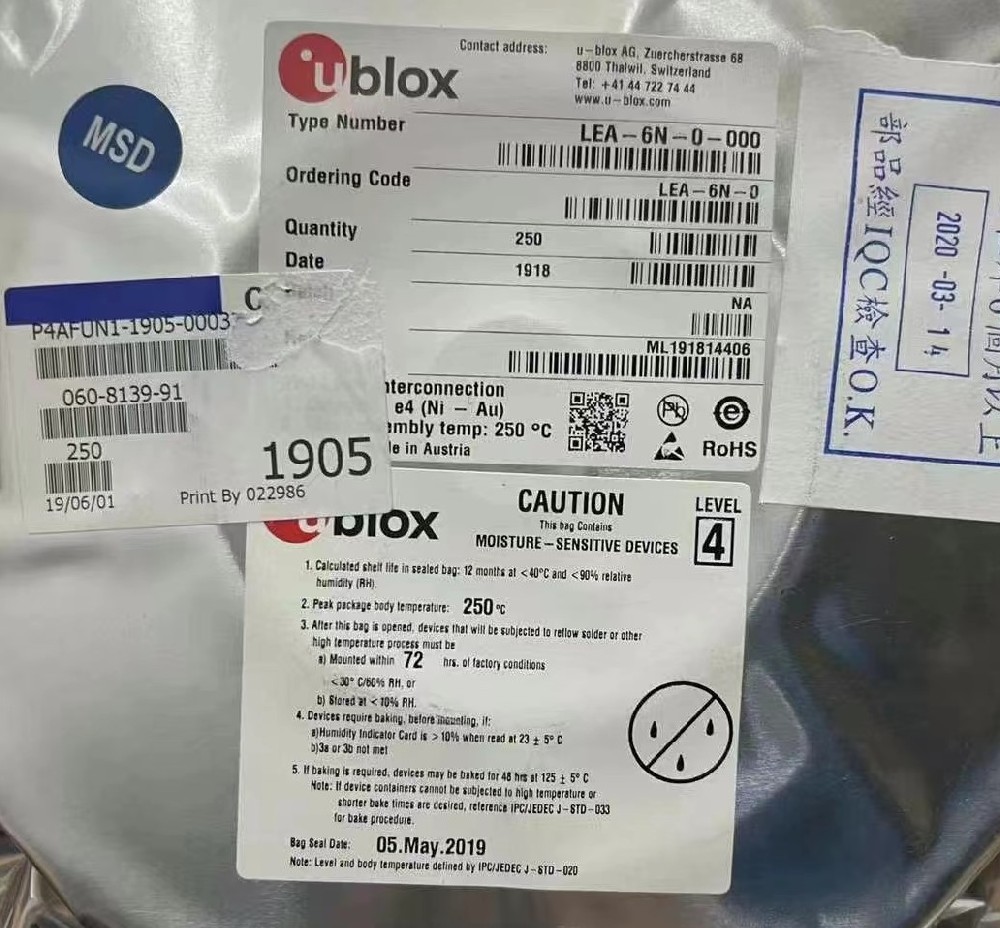 MSD
ublox
Contact address:
u-blox AG, Zuercherstrasse 68
8800 Thalwil, Switzerland
Tel: +41 44 722 74 44
www.u-blox.com
Type Number
LEA-6N-0-000
Ordering Code
LEA-6N-0
Quantity
250
Date
1918
NA
ML191814406
nterconnection
e4 (Ni - Au)
embly temp: 250 °C
de in Austria
Pb
e
RoHS
C
P4AFUN1-1905-0003
060-8139-91
250
1905
19/06/01
Print By 022986
部品經IQC檢查O.K.
2020-03-14
個月以上
ublox
CAUTION
This bag Contains
MOISTURE-SENSITIVE DEVICES
LEVEL
4
1. Calculated shelf life in sealed bag: 12 months at <40°C and <90% relative
humidity (RH)
2. Peak package body temperature: 250 °C
3. After this bag is opened, devices that will be subjected to reflow solder or other
high temperature process must be
a) Mounted within 72 hrs. of factory conditions
<30° C/60% RH, or
b) Stored at <10% RH.
4. Devices require baking, before mounting, if:
a)Humidity Indicator Card is >10% when read at 23 ± 5° C
b)3a or 3b not met
5. If baking is required, devices may be baked for 48 hrs at 125 ± 5° C
Note: If device containers cannot be subjected to high temperature or
shorter bake times are desired, reference IPC/JEDEC J-STD-033
for bake procedure.
Bag Seal Date: 05.May.2019
Note: Level and body temperature defined by IPC/JEDEC J-STD-020